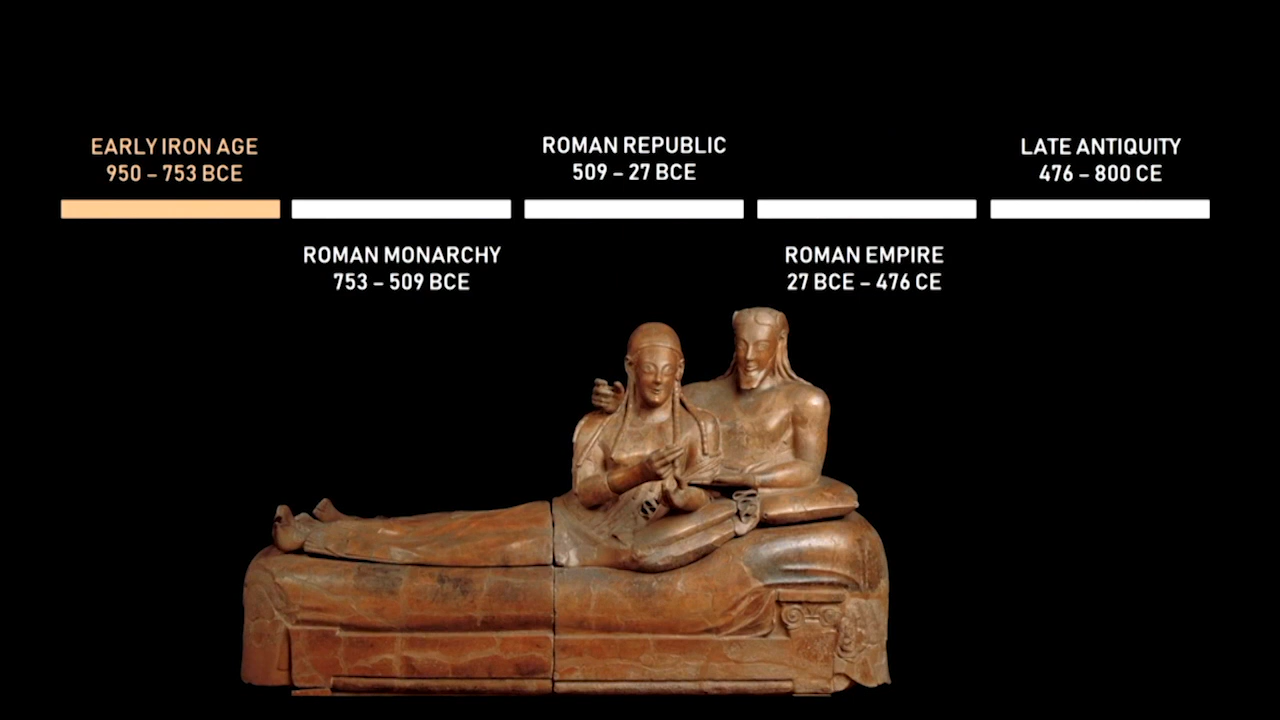 EARLY IRON AGE
950 – 753 BCE
ROMAN MONARCHY
753 – 509 BCE
ROMAN REPUBLIC
509 – 27 BCE
ROMAN EMPIRE
27 BCE – 476 CE
LATE ANTIQUITY
476 – 800 CE